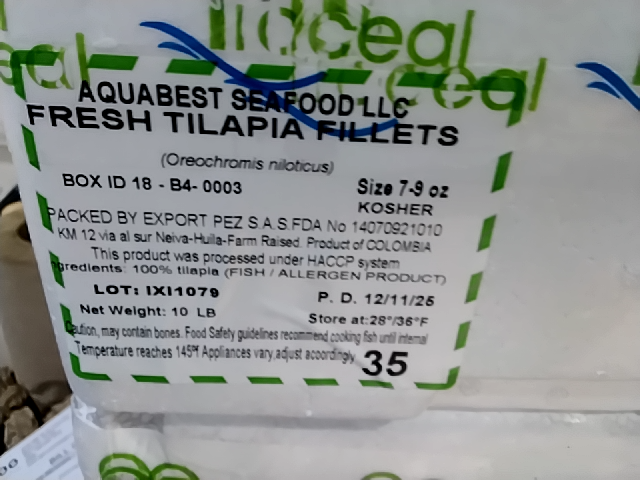 AQUABEST SEAFOOD LLC
FRESH TILAPIA FILLETS
(Oreochromis niloticus)
BOX ID 18 - B4- 0003
Size 7-9 oz
KOSHER
PACKED BY EXPORT PEZ S.A.S.FDA No 14070921010
KM 12 via al sur Neiva-Huila-Farm Raised. Product of COLOMBIA
This product was processed under HACCP system
ngredients: 100% tilapia (FISH / ALLERGEN PRODUCT)
LOT: IXI1079
P. D. 12/11/25
Net Weight: 10 LB
Store at:28°/36°F
Caution, may contain bones. Food Safety guidelines recommend cooking fish until internal
Temperature reaches 145°f Appliances vary,adjust accordingly
35